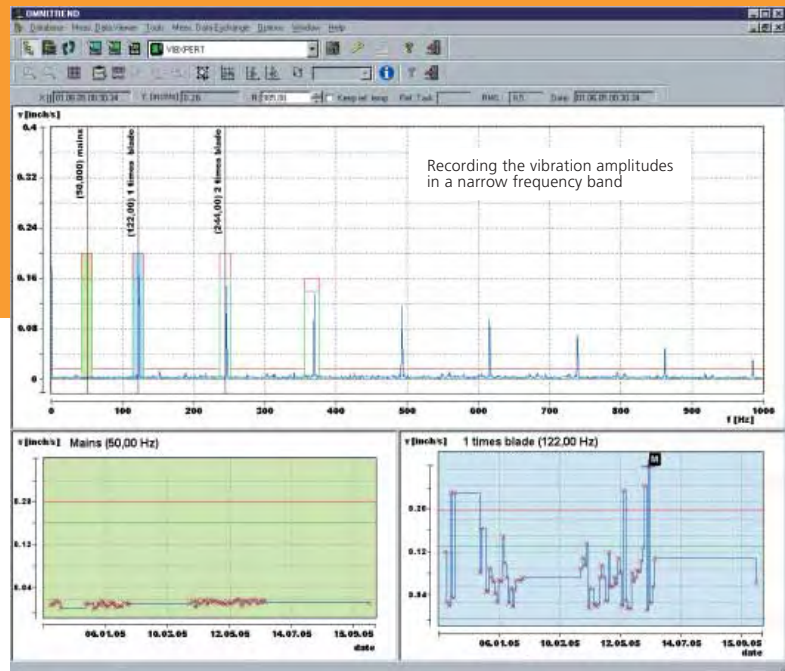 OMNITREND
Database Meas. Data Viewer Tools Meas. Data Exchange Options Window Help
VIBXPERT
Date:
v [inch/s]
0.4
0.32
0.24
0.16
0.08
0
(50,000) mains
(122,00) 1 times blade
(244,00) 2 times blade
Recording the vibration amplitudes
in a narrow frequency band
0 100 200 300 400 500 600 700 800 900 1000
f [Hz]
v [inch/s] Mains (50,00 Hz)
0.20
0.12
0.04
06.01.05 10.03.05 12.05.05 14.07.05 15.09.05
date
v [inch/s] 1 times blade (122,00 Hz)
M
0.20
0.12
0.04
06.01.05 10.03.05 12.05.05 14.07.05 15.09.05
date